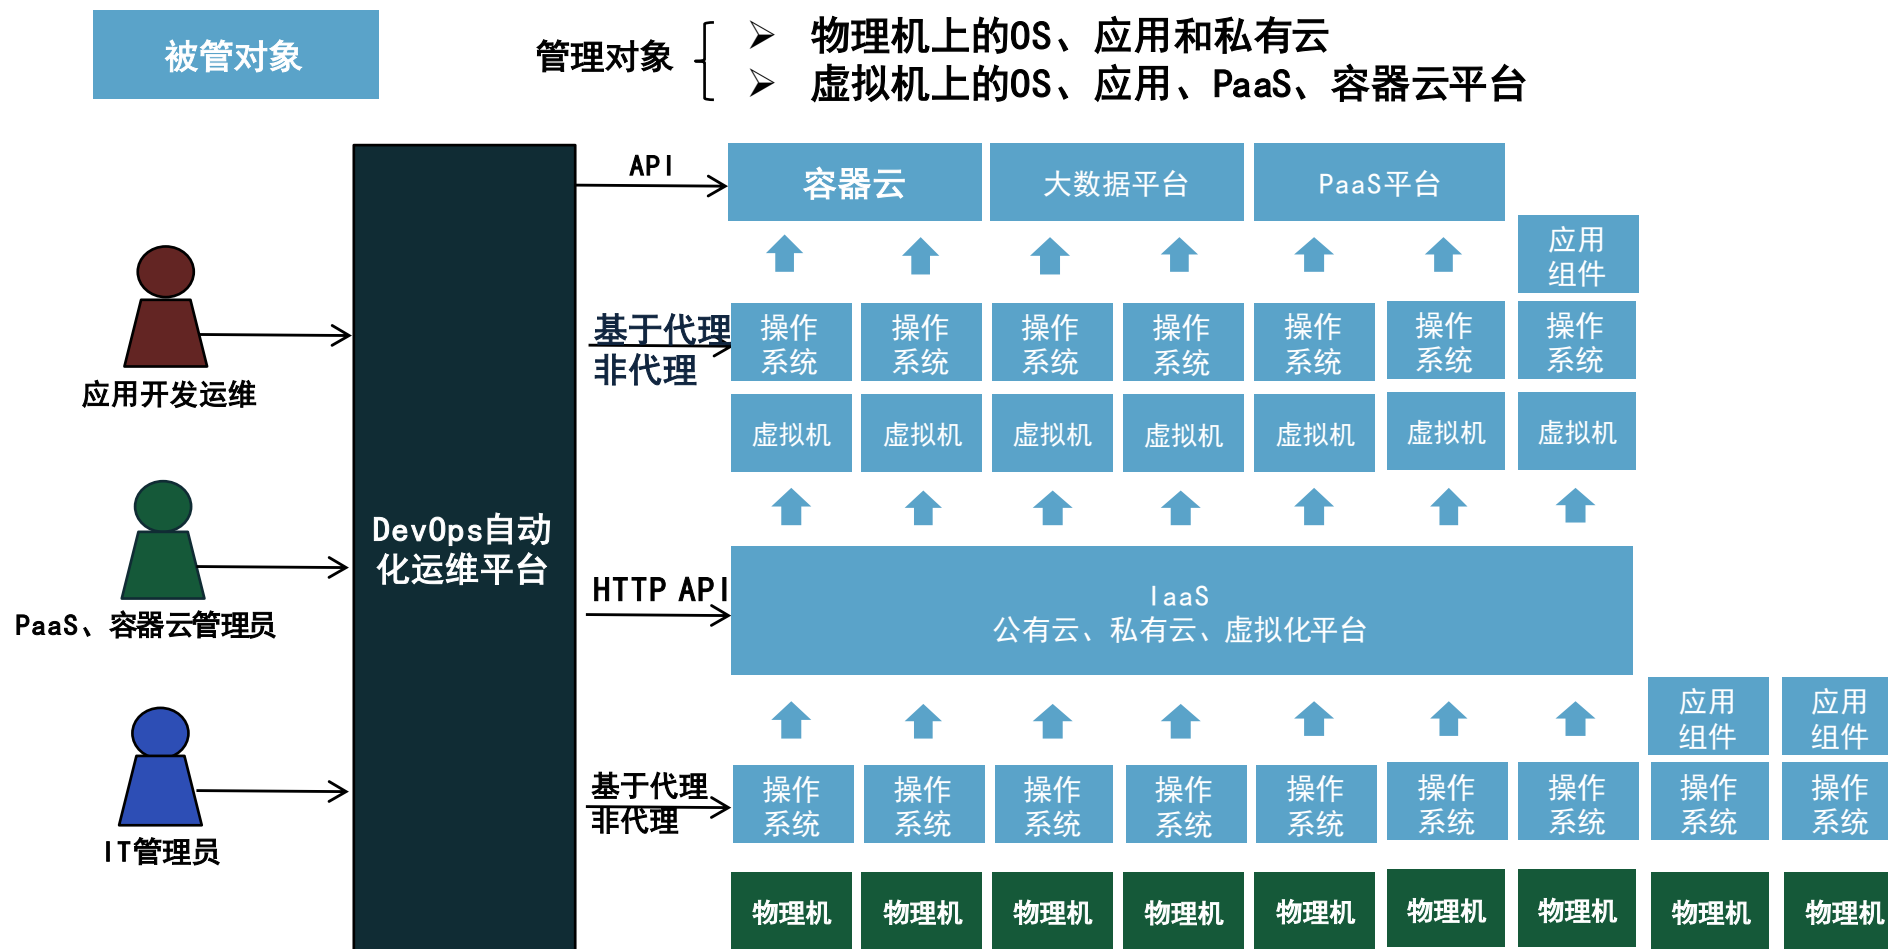 被管对象
管理对象
➢ 物理机上的OS、应用和私有云
➢ 虚拟机上的OS、应用、PaaS、容器云平台
API
容器云
大数据平台
PaaS平台
应用
组件
应用开发运维
基于代理
非代理
操作
系统
操作
系统
操作
系统
操作
系统
操作
系统
操作
系统
操作
系统
虚拟机
虚拟机
虚拟机
虚拟机
虚拟机
虚拟机
虚拟机
DevOps自动
化运维平台
PaaS、容器云管理员
HTTP API
IaaS
公有云、私有云、虚拟化平台
应用
组件
应用
组件
IT管理员
基于代理
非代理
操作
系统
操作
系统
操作
系统
操作
系统
操作
系统
操作
系统
操作
系统
操作
系统
操作
系统
物理机
物理机
物理机
物理机
物理机
物理机
物理机
物理机
物理机